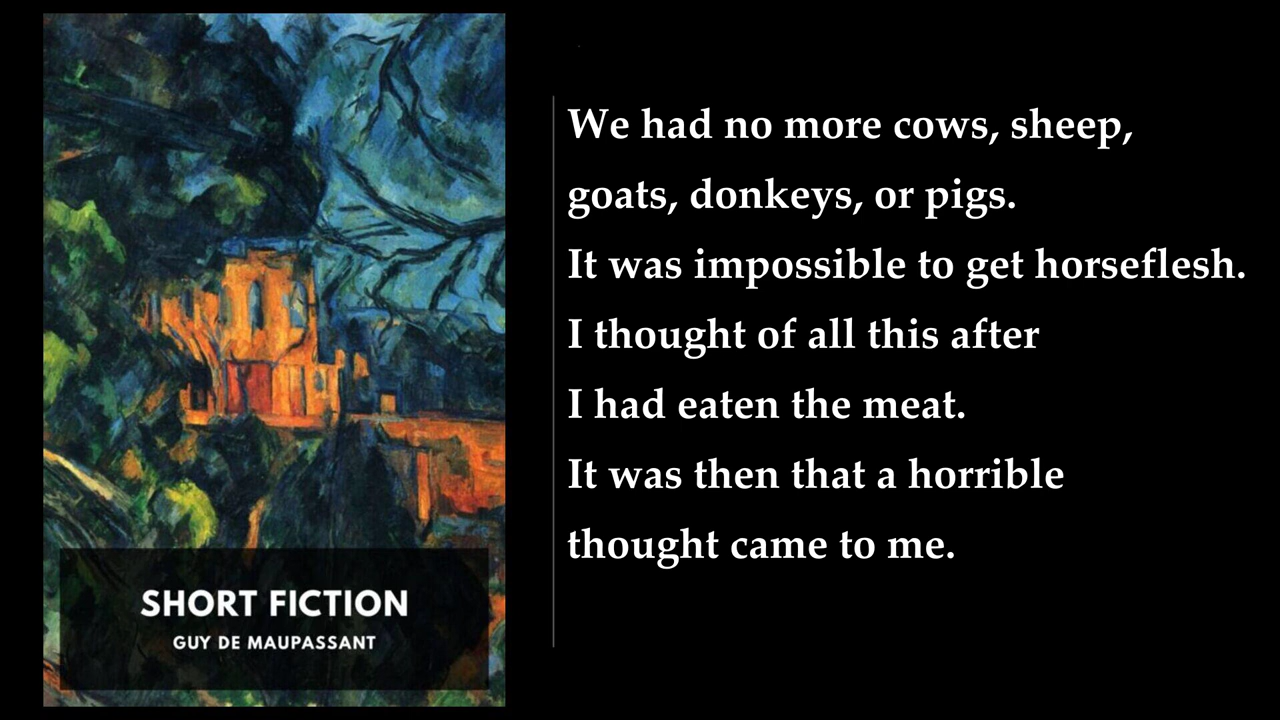 We had no more cows, sheep,
goats, donkeys, or pigs.
It was impossible to get horseflesh.
I thought of all this after
I had eaten the meat.
It was then that a horrible
thought came to me.
SHORT FICTION
GUY DE MAUPASSANT